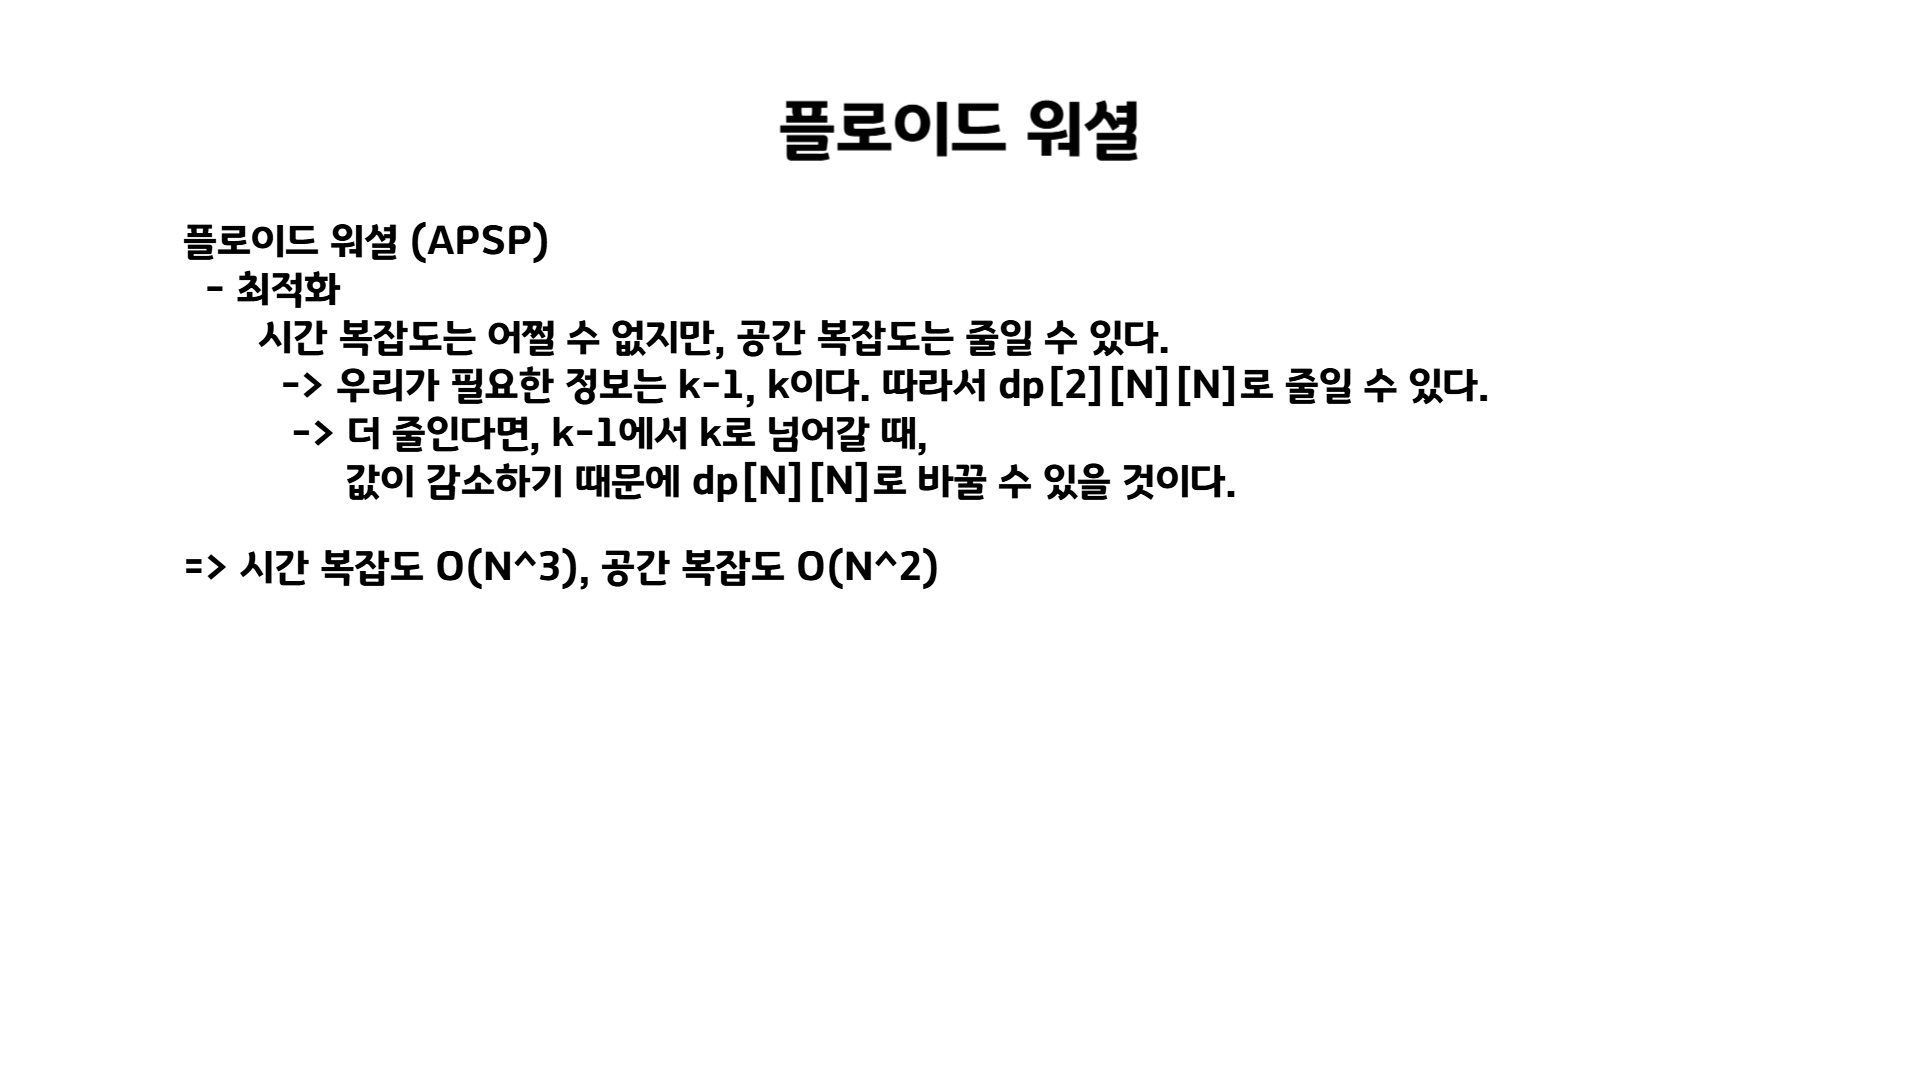 플로이드 워셜
플로이드 워셜 (APSP)
- 최적화
시간 복잡도는 어쩔 수 없지만, 공간 복잡도는 줄일 수 있다.
-> 우리가 필요한 정보는 k-1, k이다. 따라서 dp[2][N][N]로 줄일 수 있다.
-> 더 줄인다면, k-1에서 k로 넘어갈 때,
값이 감소하기 때문에 dp[N][N]로 바꿀 수 있을 것이다.
=> 시간 복잡도 O(N^3), 공간 복잡도 O(N^2)